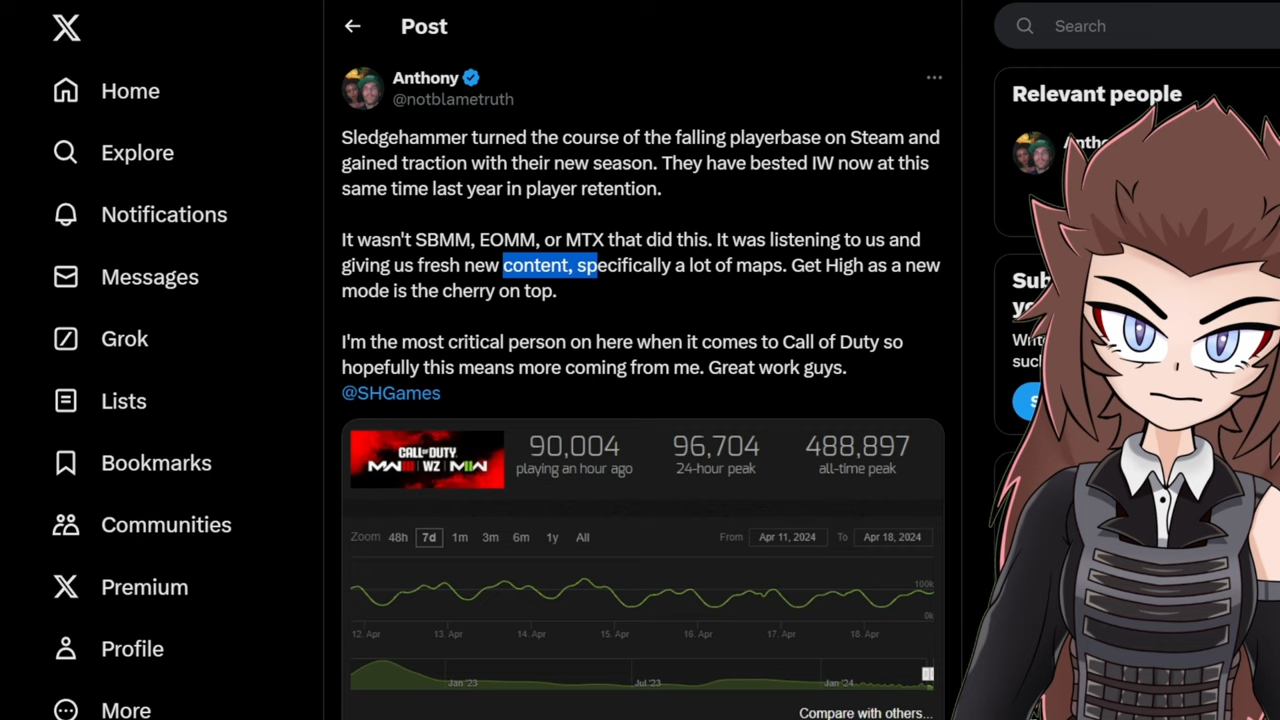 Post
Search
Home
Explore
Notifications
Messages
Grok
Lists
Bookmarks
Communities
Premium
Profile
More
Anthony
@notblametruth
Sledgehammer turned the course of the falling playerbase on Steam and
gained traction with their new season. They have bested IW now at this
same time last year in player retention.
It wasn't SBMM, EOMM, or MTX that did this. It was listening to us and
giving us fresh new content, specifically a lot of maps. Get High as a new
mode is the cherry on top.
I'm the most critical person on here when it comes to Call of Duty so
hopefully this means more coming from me. Great work guys.
@SHGames
CALL OF DUTY
MWIII | WZ | MWII
90,004
playing an hour ago
96,704
24-hour peak
488,897
all-time peak
Zoom 48h 7d 1m 3m 6m 1y All
From Apr 11, 2024 To Apr 18, 2024
100k
0k
12. Apr 13. Apr 14. Apr 15. Apr 16. Apr 17. Apr 18. Apr
Jan '23 Jul '23 Jan '24
Compare with others...
Relevant people